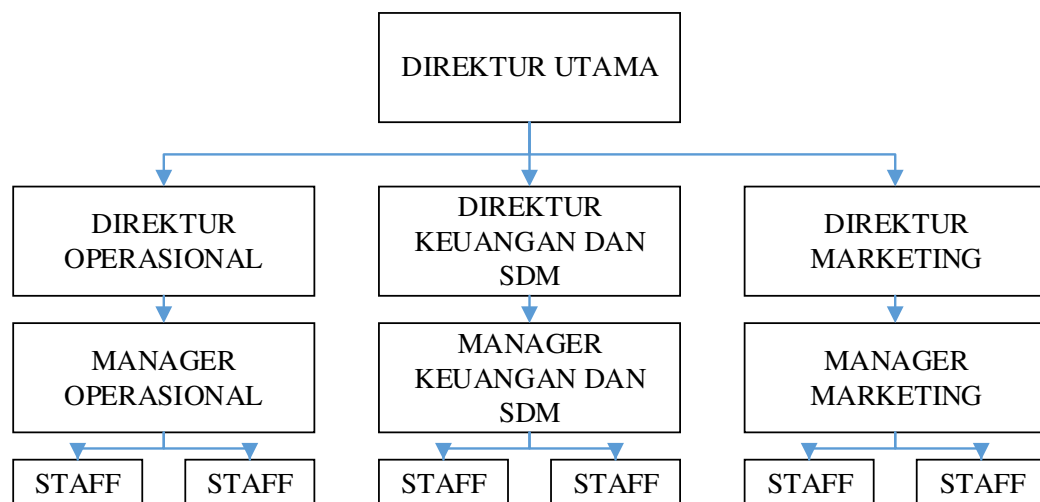 DIREKTUR UTAMA
DIREKTUR
OPERASIONAL
DIREKTUR
KEUANGAN DAN
SDM
DIREKTUR
MARKETING
MANAGER
OPERASIONAL
MANAGER
KEUANGAN DAN
SDM
MANAGER
MARKETING
STAFF
STAFF
STAFF
STAFF
STAFF
STAFF